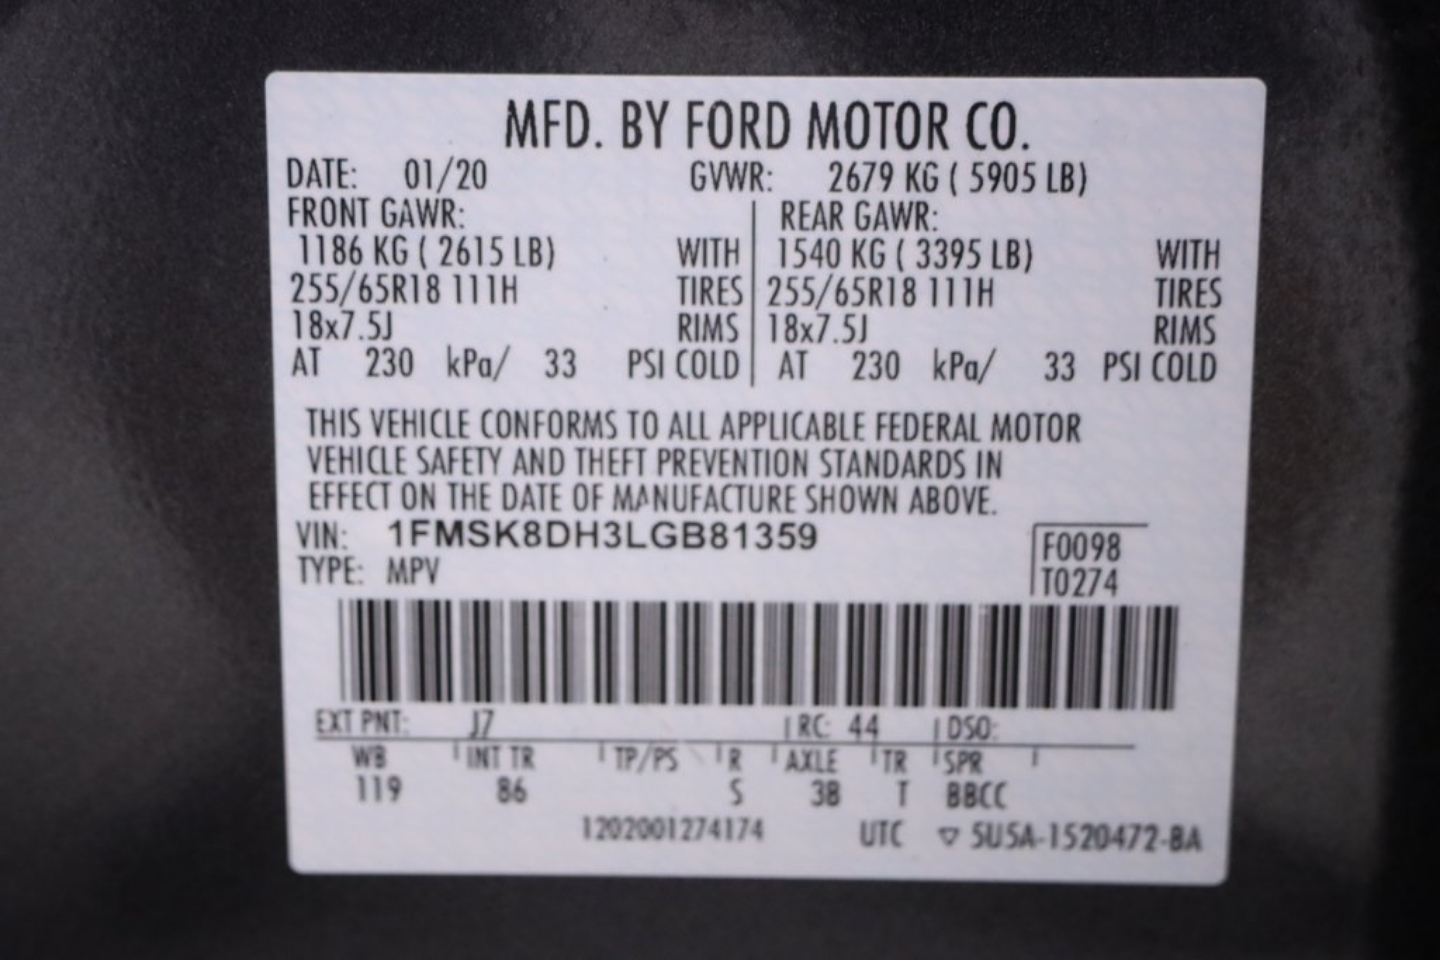 MFD. BY FORD MOTOR CO.
DATE: 01/20 GVWR: 2679 KG ( 5905 LB)
FRONT GAWR: REAR GAWR:
1186 KG ( 2615 LB) WITH 1540 KG ( 3395 LB) WITH
255/65R18 111H TIRES 255/65R18 111H TIRES
18x7.5J RIMS 18x7.5J RIMS
AT 230 kPa/ 33 PSI COLD AT 230 kPa/ 33 PSI COLD
THIS VEHICLE CONFORMS TO ALL APPLICABLE FEDERAL MOTOR
VEHICLE SAFETY AND THEFT PREVENTION STANDARDS IN
EFFECT ON THE DATE OF MANUFACTURE SHOWN ABOVE.
VIN: 1FMSK8DH3LGB81359
F0098
TYPE: MPV
T0274
EXT PNT: J7 RC: 44 DSO:
WB INT TR TP/PS R AXLE TR SPR
119 86 S 3B T BBCC
1202001274174 UTC ▽ 5U5A-1520472-BA